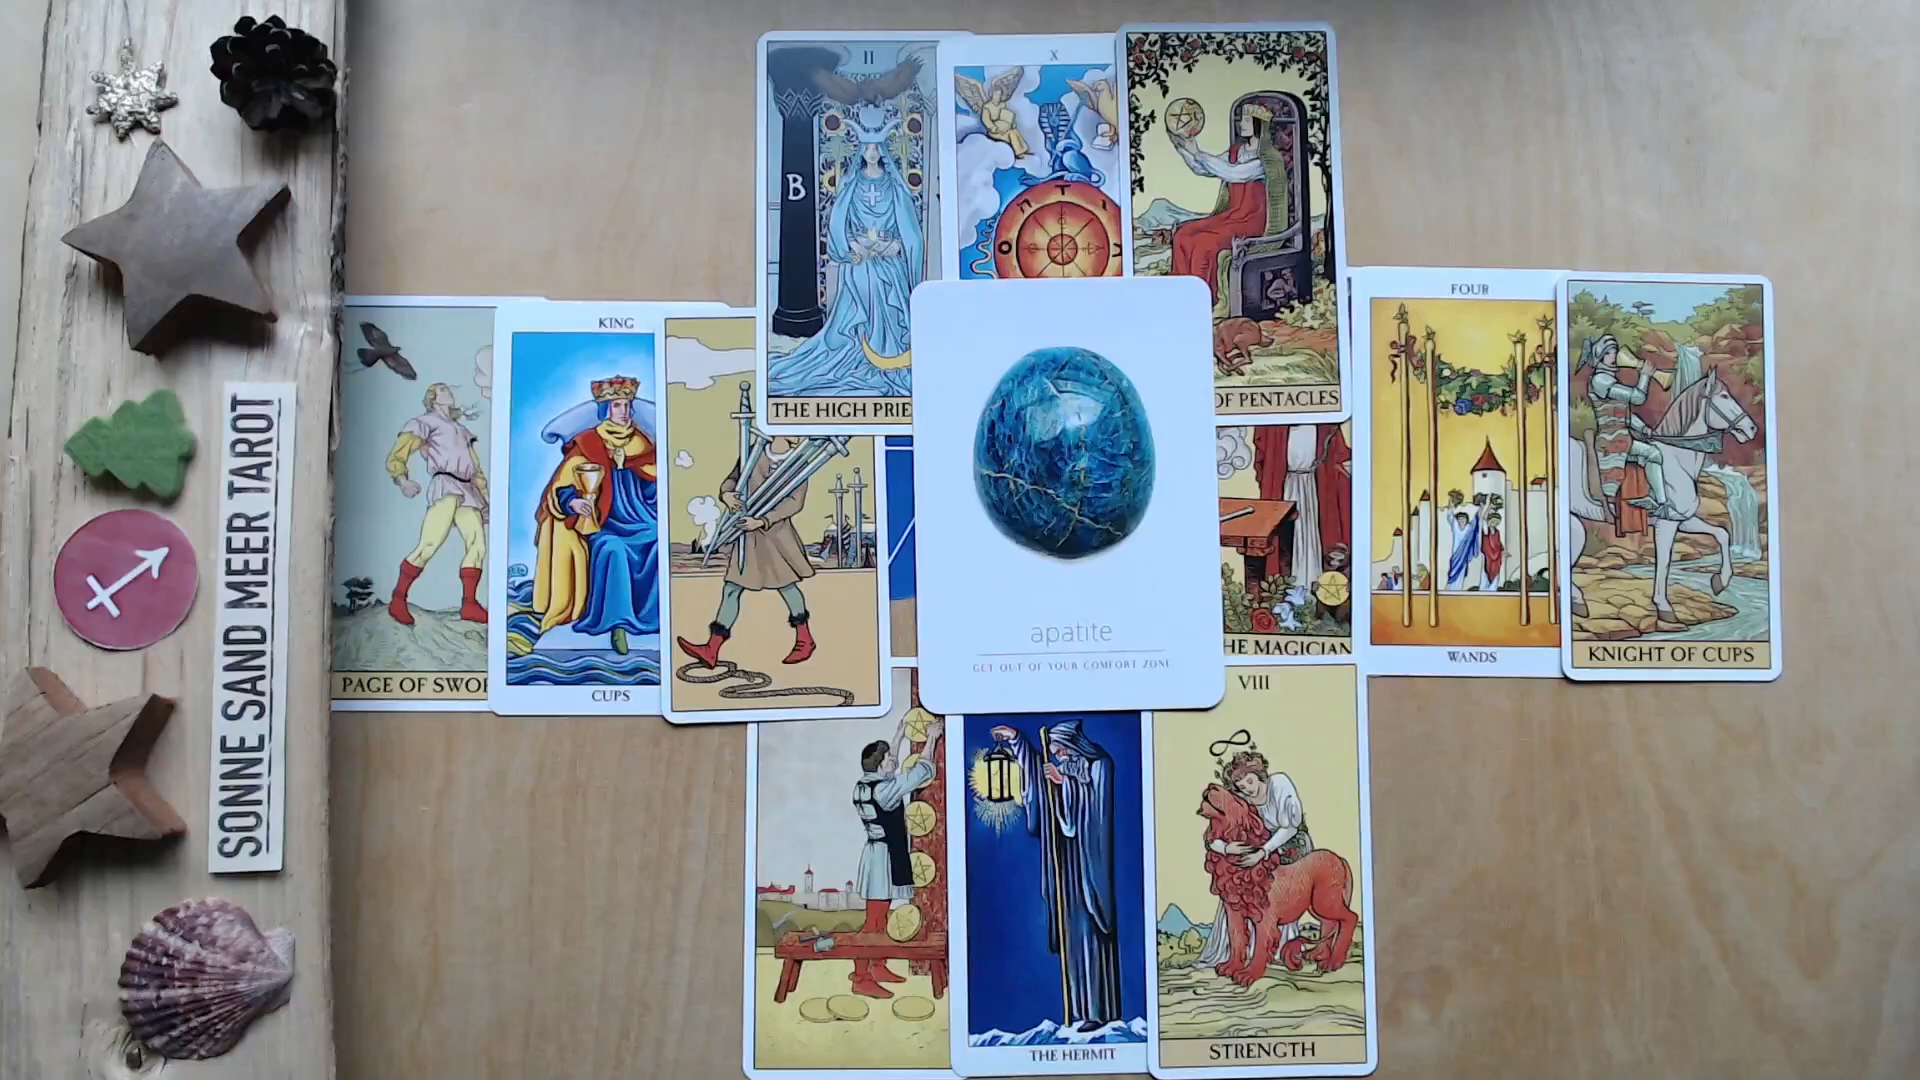 SONNE SAND MEER TAROT
II
B
THE HIGH PRIE
X
OF PENTACLES
PAGE OF SWOR
KING
CUPS
apatite
GET OUT OF YOUR COMFORT ZONE
HE MAGICIAN
FOUR
WANDS
KNIGHT OF CUPS
THE HERMIT
VIII
STRENGTH